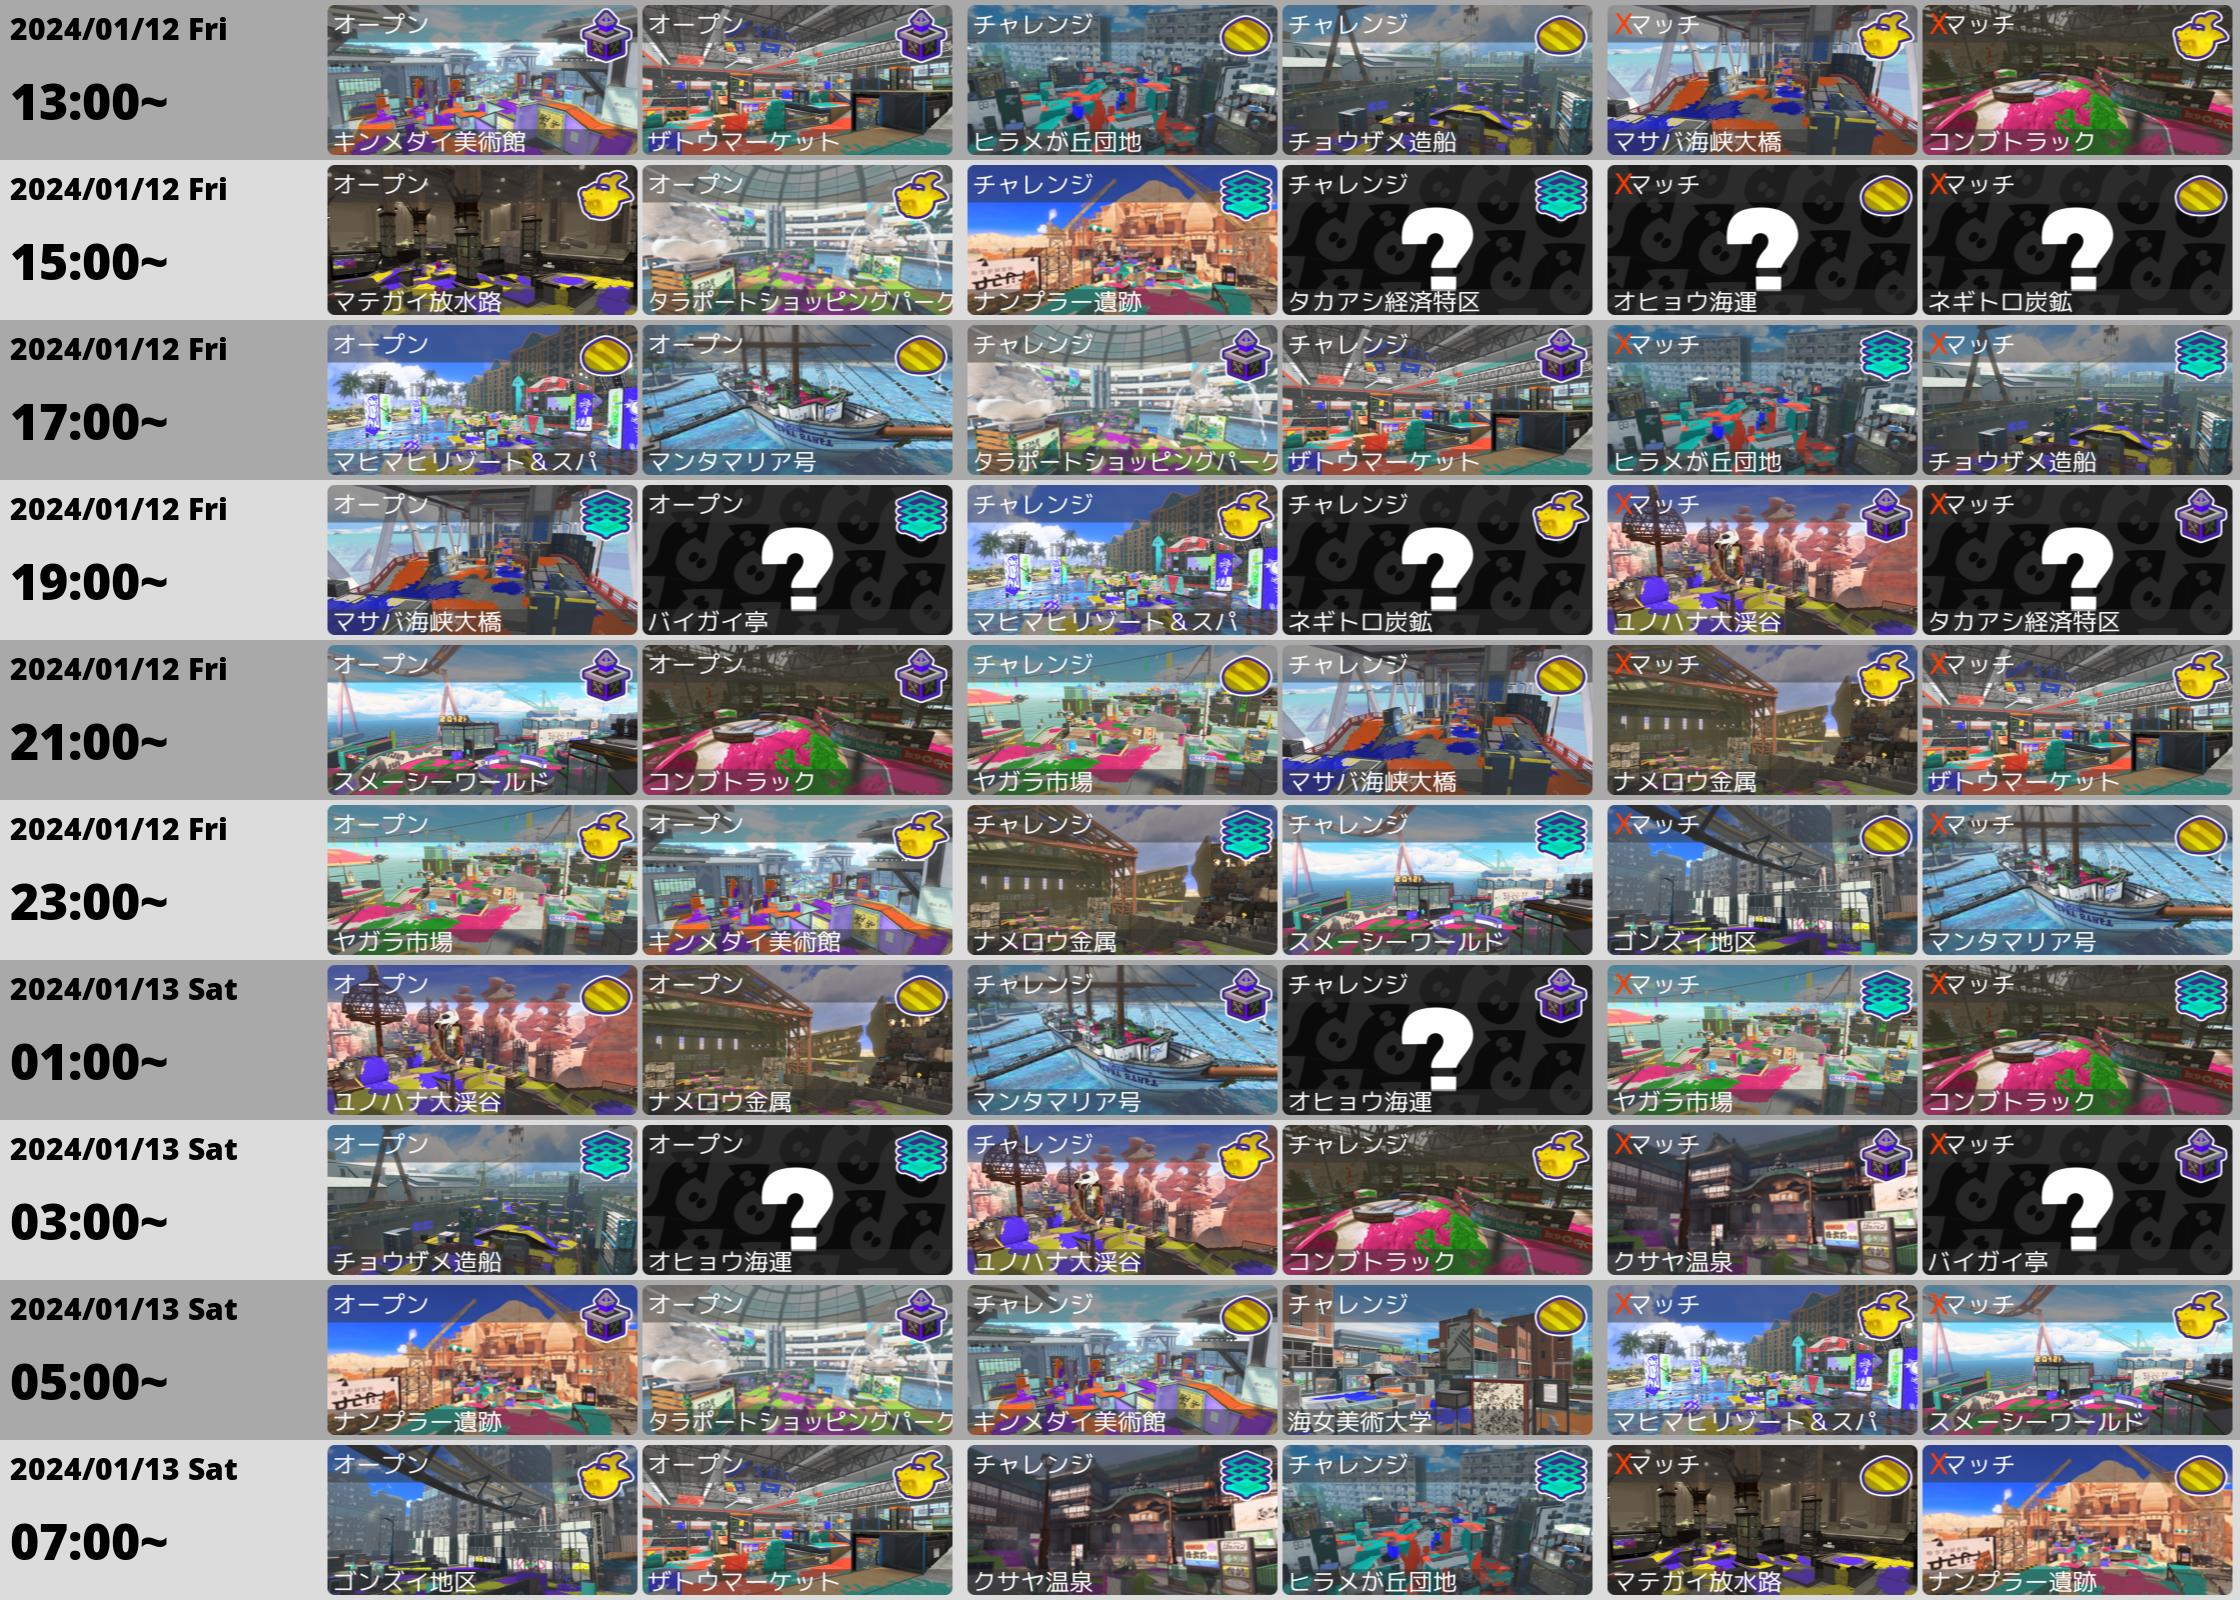 2024/01/12 Fri
13:00~
オープン
キンメダイ美術館
オープン
ザトウマーケット
チャレンジ
ヒラメが丘団地
チャレンジ
チョウザメ造船
Xマッチ
マサバ海峡大橋
Xマッチ
コンブトラック
2024/01/12 Fri
15:00~
オープン
マテガイ放水路
オープン
タラポートショッピングパーク
チャレンジ
ナンプラー遺跡
チャレンジ
?
タカアシ経済特区
Xマッチ
?
オヒョウ海運
Xマッチ
?
ネギトロ炭鉱
2024/01/12 Fri
17:00~
オープン
マヒマヒリゾート＆スパ
オープン
マンタマリア号
チャレンジ
タラポートショッピングパーク
チャレンジ
ザトウマーケット
Xマッチ
ヒラメが丘団地
Xマッチ
チョウザメ造船
2024/01/12 Fri
19:00~
オープン
マサバ海峡大橋
オープン
?
バイガイ亭
チャレンジ
マヒマヒリゾート＆スパ
チャレンジ
?
ネギトロ炭鉱
Xマッチ
ユノハナ大渓谷
Xマッチ
?
タカアシ経済特区
2024/01/12 Fri
21:00~
オープン
スメーシーワールド
オープン
コンブトラック
チャレンジ
ヤガラ市場
チャレンジ
マサバ海峡大橋
Xマッチ
ナメロウ金属
Xマッチ
ザトウマーケット
2024/01/12 Fri
23:00~
オープン
ヤガラ市場
オープン
キンメダイ美術館
チャレンジ
ナメロウ金属
チャレンジ
スメーシーワールド
Xマッチ
ゴンズイ地区
Xマッチ
マンタマリア号
2024/01/13 Sat
01:00~
オープン
ユノハナ大渓谷
オープン
ナメロウ金属
チャレンジ
マンタマリア号
チャレンジ
?
オヒョウ海運
Xマッチ
ヤガラ市場
Xマッチ
コンブトラック
2024/01/13 Sat
03:00~
オープン
チョウザメ造船
オープン
?
オヒョウ海運
チャレンジ
ユノハナ大渓谷
チャレンジ
コンブトラック
Xマッチ
クサヤ温泉
Xマッチ
?
バイガイ亭
2024/01/13 Sat
05:00~
オープン
ナンプラー遺跡
オープン
タラポートショッピングパーク
チャレンジ
キンメダイ美術館
チャレンジ
海女美術大学
Xマッチ
マヒマヒリゾート＆スパ
Xマッチ
スメーシーワールド
2024/01/13 Sat
07:00~
オープン
ゴンズイ地区
オープン
ザトウマーケット
チャレンジ
クサヤ温泉
チャレンジ
ヒラメが丘団地
Xマッチ
マテガイ放水路
Xマッチ
ナンプラー遺跡